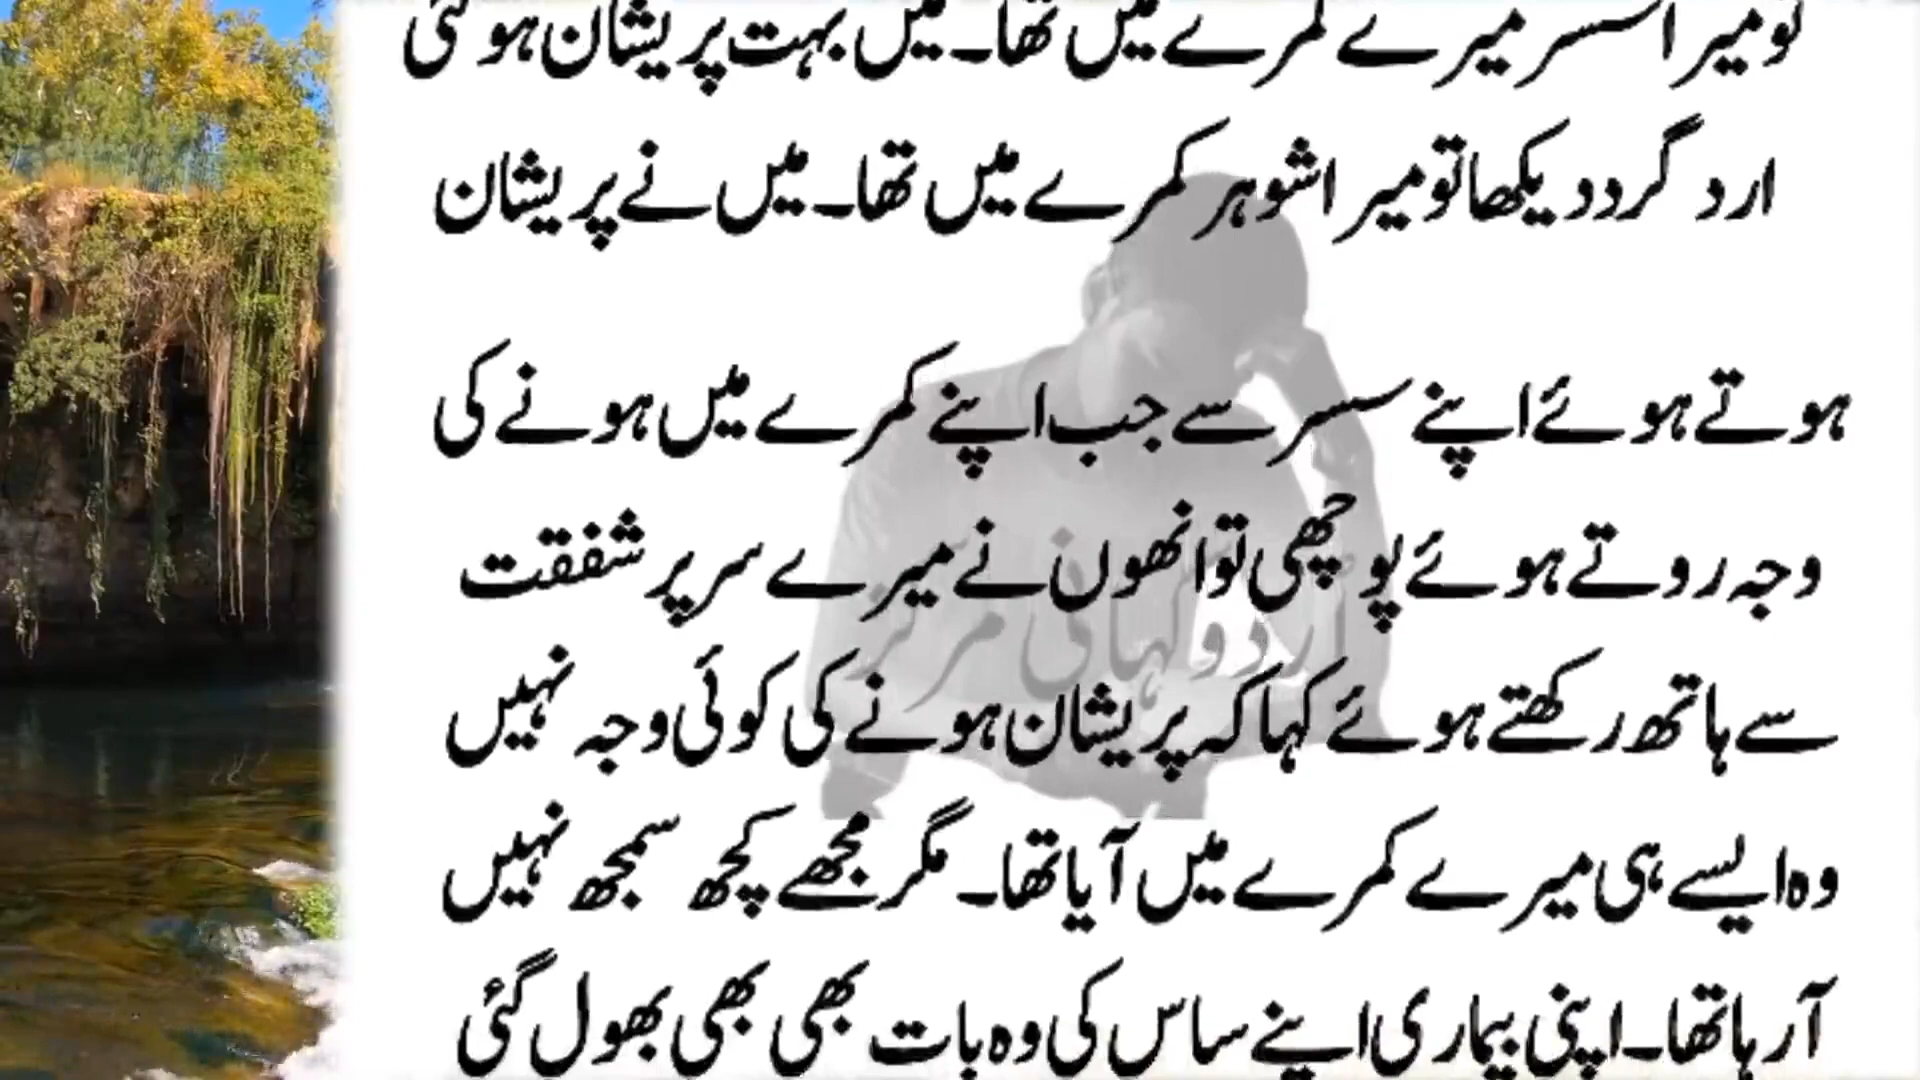 تو میرا سسر میرے کمرے میں تھا۔ میں بہت پریشان ہو گئی
ارد گرد دیکھا تو میرا شوہر کمرے میں تھا۔ میں نے پریشان
ہوتے ہوئے اپنے سسر سے جب اپنے کمرے میں ہونے کی
وجہ روتے ہوئے پوچھی تو انھوں نے میرے سر پر شفقت
اردو کہانی مرکز
سے ہاتھ رکھتے ہوئے کہا کہ پریشان ہونے کی کوئی وجہ نہیں
وہ ایسے ہی میرے کمرے میں آیا تھا۔ مگر مجھے کچھ سمجھ نہیں
آ رہا تھا۔ اپنی بیماری اپنے ساس کی وہ بات بھی بھی بھول گئی